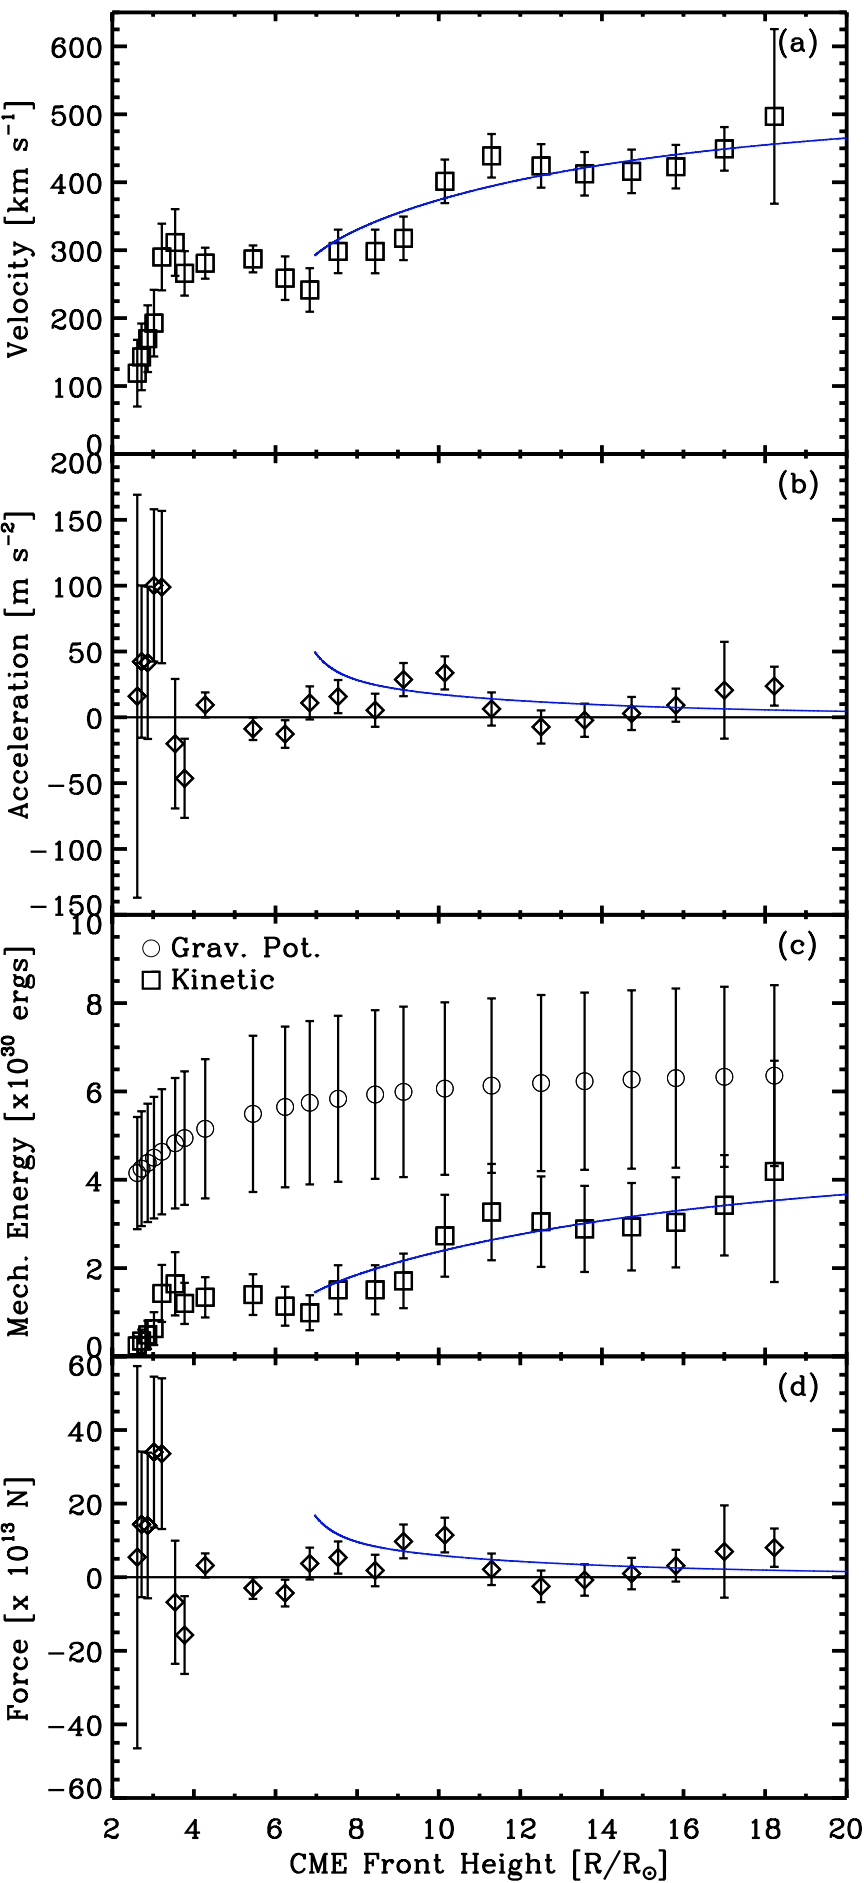 (a)
600
500
400
300
200
100
0
Velocity [km s⁻¹]
(b)
200
150
100
50
0
−50
−100
−150
Acceleration [m s⁻²]
(c)
○ Grav. Pot.
□ Kinetic
10
8
6
4
2
0
Mech. Energy [x10³⁰ ergs]
(d)
60
40
20
0
−20
−40
−60
Force [x 10¹³ N]
2 4 6 8 10 12 14 16 18 20
CME Front Height [R/R☉]